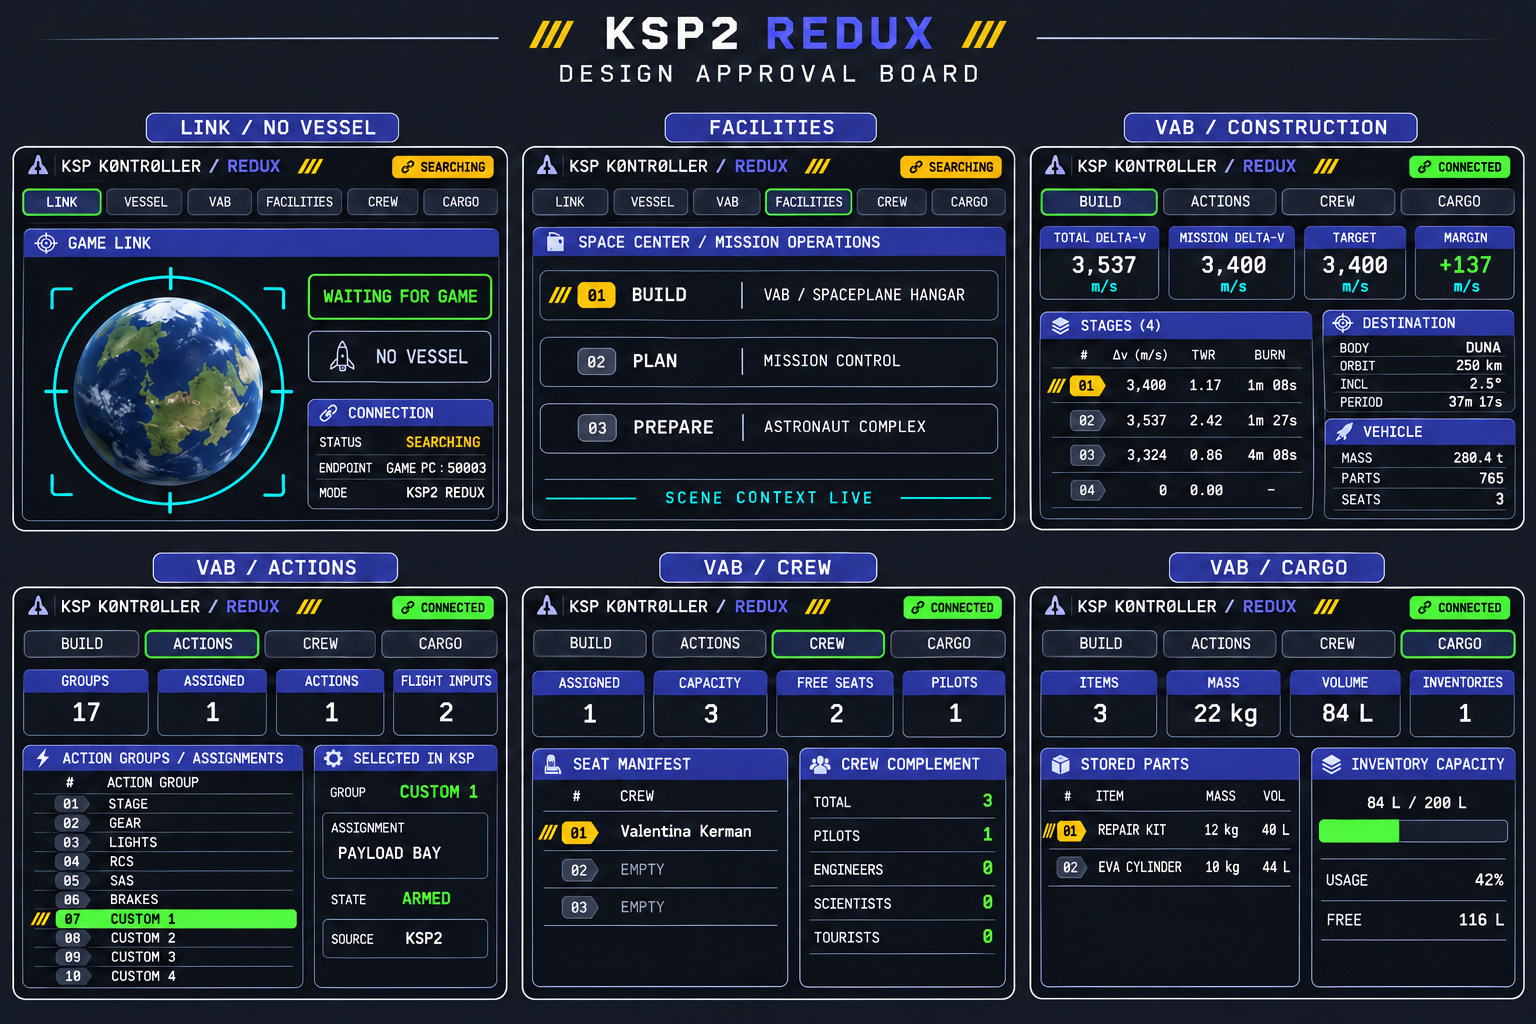 KSP2 REDUX
DESIGN APPROVAL BOARD
LINK / NO VESSEL
KSP KØNTRØLLER / REDUX
SEARCHING
LINK VESSEL VAB FACILITIES CREW CARGO
GAME LINK
WAITING FOR GAME
NO VESSEL
CONNECTION
STATUS SEARCHING
ENDPOINT GAME PC:50003
MODE KSP2 REDUX
FACILITIES
KSP KØNTRØLLER / REDUX
SEARCHING
LINK VESSEL VAB FACILITIES CREW CARGO
SPACE CENTER / MISSION OPERATIONS
01 BUILD VAB / SPACEPLANE HANGAR
02 PLAN MISSION CONTROL
03 PREPARE ASTRONAUT COMPLEX
SCENE CONTEXT LIVE
VAB / CONSTRUCTION
KSP KØNTRØLLER / REDUX
CONNECTED
BUILD ACTIONS CREW CARGO
TOTAL DELTA-V MISSION DELTA-V TARGET MARGIN
3,537 3,400 3,400 +137
m/s m/s m/s m/s
STAGES (4)
# Δv (m/s) TWR BURN
01 3,400 1.17 1m 08s
02 3,537 2.42 1m 27s
03 3,324 0.86 4m 08s
04 0 0.00 –
DESTINATION
BODY DUNA
ORBIT 250 km
INCL 2.5°
PERIOD 37m 17s
VEHICLE
MASS 280.4 t
PARTS 765
SEATS 3
VAB / ACTIONS
KSP KØNTRØLLER / REDUX
CONNECTED
BUILD ACTIONS CREW CARGO
GROUPS ASSIGNED ACTIONS FLIGHT INPUTS
17 1 1 2
ACTION GROUPS / ASSIGNMENTS
# ACTION GROUP
01 STAGE
02 GEAR
03 LIGHTS
04 RCS
05 SAS
06 BRAKES
07 CUSTOM 1
08 CUSTOM 2
09 CUSTOM 3
10 CUSTOM 4
SELECTED IN KSP
GROUP CUSTOM 1
ASSIGNMENT
PAYLOAD BAY
STATE ARMED
SOURCE KSP2
VAB / CREW
KSP KØNTRØLLER / REDUX
CONNECTED
BUILD ACTIONS CREW CARGO
ASSIGNED CAPACITY FREE SEATS PILOTS
1 3 2 1
SEAT MANIFEST
# CREW
01 Valentina Kerman
02 EMPTY
03 EMPTY
CREW COMPLEMENT
TOTAL 3
PILOTS 1
ENGINEERS 0
SCIENTISTS 0
TOURISTS 0
VAB / CARGO
KSP KØNTRØLLER / REDUX
CONNECTED
BUILD ACTIONS CREW CARGO
ITEMS MASS VOLUME INVENTORIES
3 22 kg 84 L 1
STORED PARTS
# ITEM MASS VOL
01 REPAIR KIT 12 kg 40 L
02 EVA CYLINDER 10 kg 44 L
INVENTORY CAPACITY
84 L / 200 L
USAGE 42%
FREE 116 L